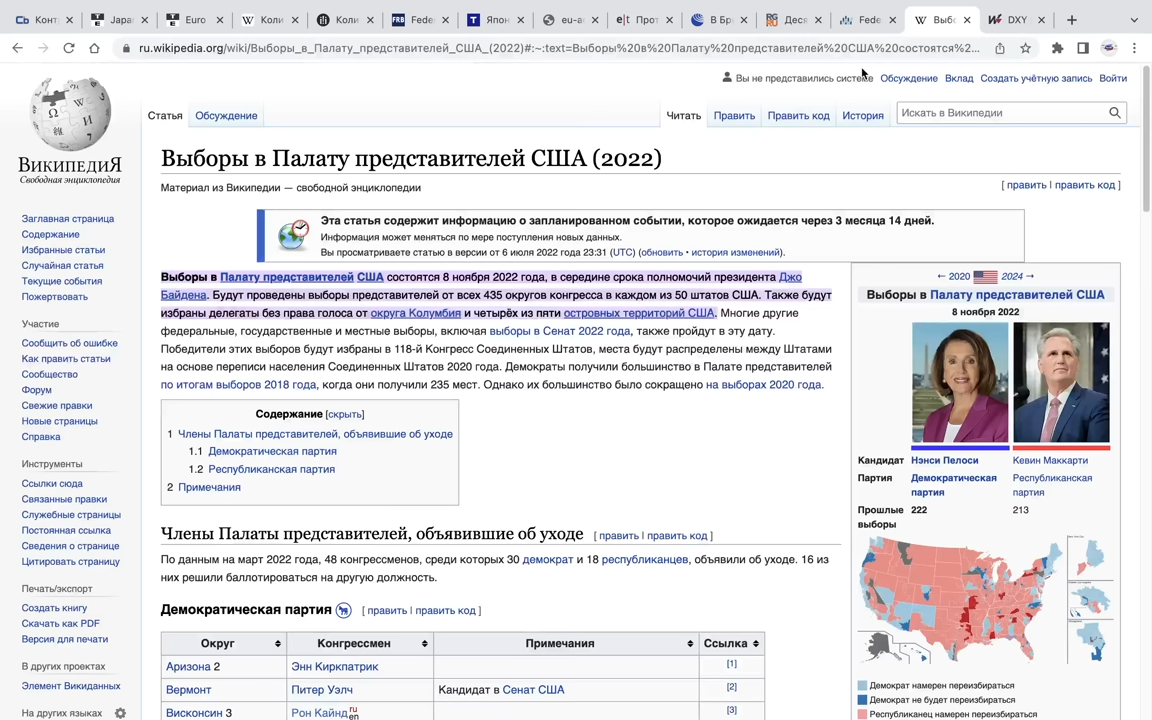 Конт
Japa
Euro
Коли
Коли
FRB Feder
T Япон
eu-a
e|t Прот
В Бр
RG RU Деся
Fede
W Выбо
DXY
ru.wikipedia.org/wiki/Выборы_в_Палату_представителей_США_(2022)#:~:text=Выборы%20в%20Палату%20представителей%20США%20состоятся%2...
Вы не представились системе Обсуждение Вклад Создать учётную запись Войти
Статья Обсуждение Читать Править Править код История Искать в Википедии
ВИКИПЕДИЯ
Свободная энциклопедия
Заглавная страница
Содержание
Избранные статьи
Случайная статья
Текущие события
Пожертвовать
Участие
Сообщить об ошибке
Как править статьи
Сообщество
Форум
Свежие правки
Новые страницы
Справка
Инструменты
Ссылки сюда
Связанные правки
Служебные страницы
Постоянная ссылка
Сведения о странице
Цитировать страницу
Печать/экспорт
Создать книгу
Скачать как PDF
Версия для печати
В других проектах
Элемент Викиданных
На других языках
Выборы в Палату представителей США (2022)
Материал из Википедии — свободной энциклопедии
[ править | править код ]
Эта статья содержит информацию о запланированном событии, которое ожидается через 3 месяца 14 дней.
Информация может меняться по мере поступления новых данных.
Вы просматриваете статью в версии от 6 июля 2022 года 23:31 (UTC) (обновить • история изменений).
Выборы в Палату представителей США состоятся 8 ноября 2022 года, в середине срока полномочий президента Джо
Байдена. Будут проведены выборы представителей от всех 435 округов конгресса в каждом из 50 штатов США. Также будут
избраны делегаты без права голоса от округа Колумбия и четырёх из пяти островных территорий США. Многие другие
федеральные, государственные и местные выборы, включая выборы в Сенат 2022 года, также пройдут в эту дату.
Победители этих выборов будут избраны в 118-й Конгресс Соединенных Штатов, места будут распределены между Штатами
на основе переписи населения Соединенных Штатов 2020 года. Демократы получили большинство в Палате представителей
по итогам выборов 2018 года, когда они получили 235 мест. Однако их большинство было сокращено на выборах 2020 года.
Содержание [скрыть]
1 Члены Палаты представителей, объявившие об уходе
1.1 Демократическая партия
1.2 Республиканская партия
2 Примечания
Члены Палаты представителей, объявившие об уходе [ править | править код ]
По данным на март 2022 года, 48 конгрессменов, среди которых 30 демократ и 18 республиканцев, объявили об уходе. 16 из
них решили баллотироваться на другую должность.
Демократическая партия [ править | править код ]
Округ Конгрессмен Примечания Ссылка
Аризона 2 Энн Киркпатрик [1]
Вермонт Питер Уэлч Кандидат в Сенат США [2]
Висконсин 3 Рон Кайнд ru en [3]
← 2020 2024 →
Выборы в Палату представителей США
8 ноября 2022
Кандидат Нэнси Пелоси Кевин Маккарти
Партия Демократическая партия Республиканская партия
Прошлые выборы 222 213
Демократ намерен переизбираться
Демократ не будет переизбираться
Республиканец намерен переизбираться